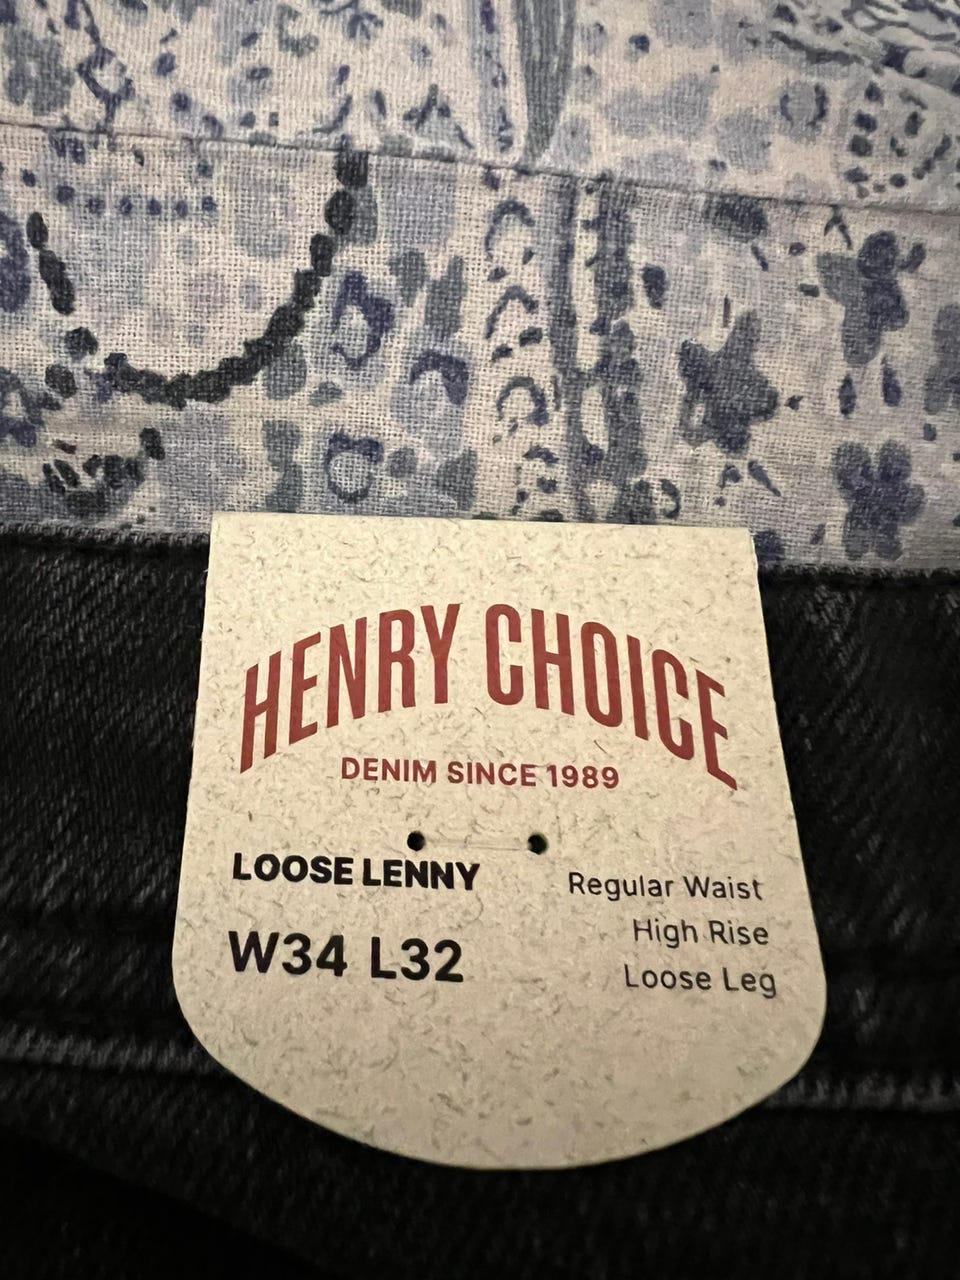 HENRY CHOICE
DENIM SINCE 1989
LOOSE LENNY
W34 L32
Regular Waist
High Rise
Loose Leg